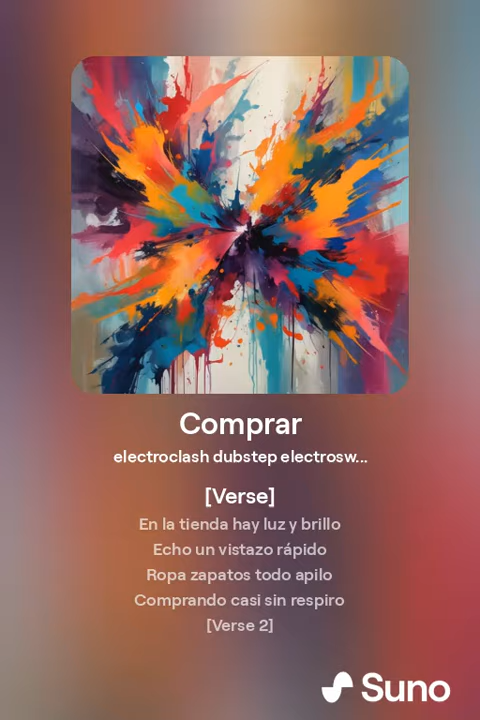 Comprar
electroclash dubstep electrosw...
[Verse]
En la tienda hay luz y brillo
Echo un vistazo rápido
Ropa zapatos todo apilo
Comprando casi sin respiro
[Verse 2]
Suno